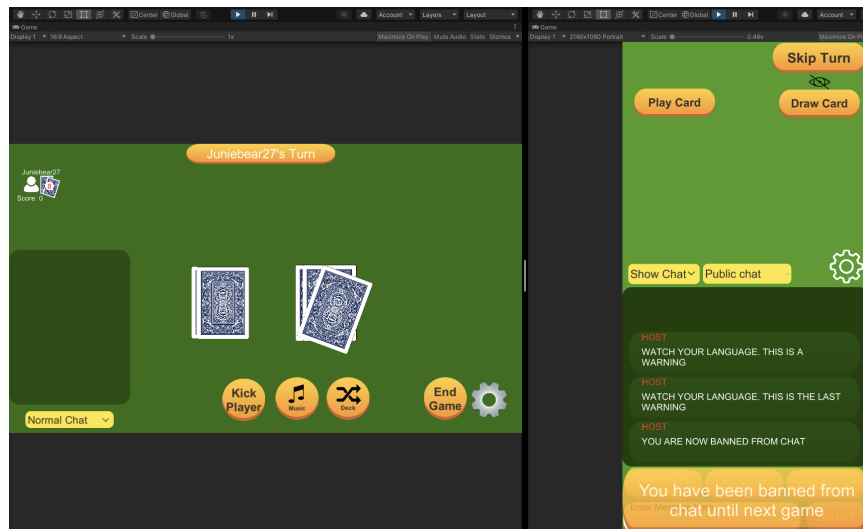 Center Global
Account Layers Layout
Game
Display 1 16:9 Aspect Scale 1x Maximize On Play Mute Audio Stats Gizmos
Juniebear27's Turn
Juniebear27
0
Score: 0
Kick
Player
Music
Deck
End
Game
Normal Chat
Center Global
Account
Game
Display 1 2160x1080 Portrait Scale 0.46x Maximize On
Skip Turn
Play Card
Draw Card
Show Chat Public chat
HOST
WATCH YOUR LANGUAGE. THIS IS A
WARNING
HOST
WATCH YOUR LANGUAGE. THIS IS THE LAST
WARNING
HOST
YOU ARE NOW BANNED FROM CHAT
You have been banned from
chat until next game